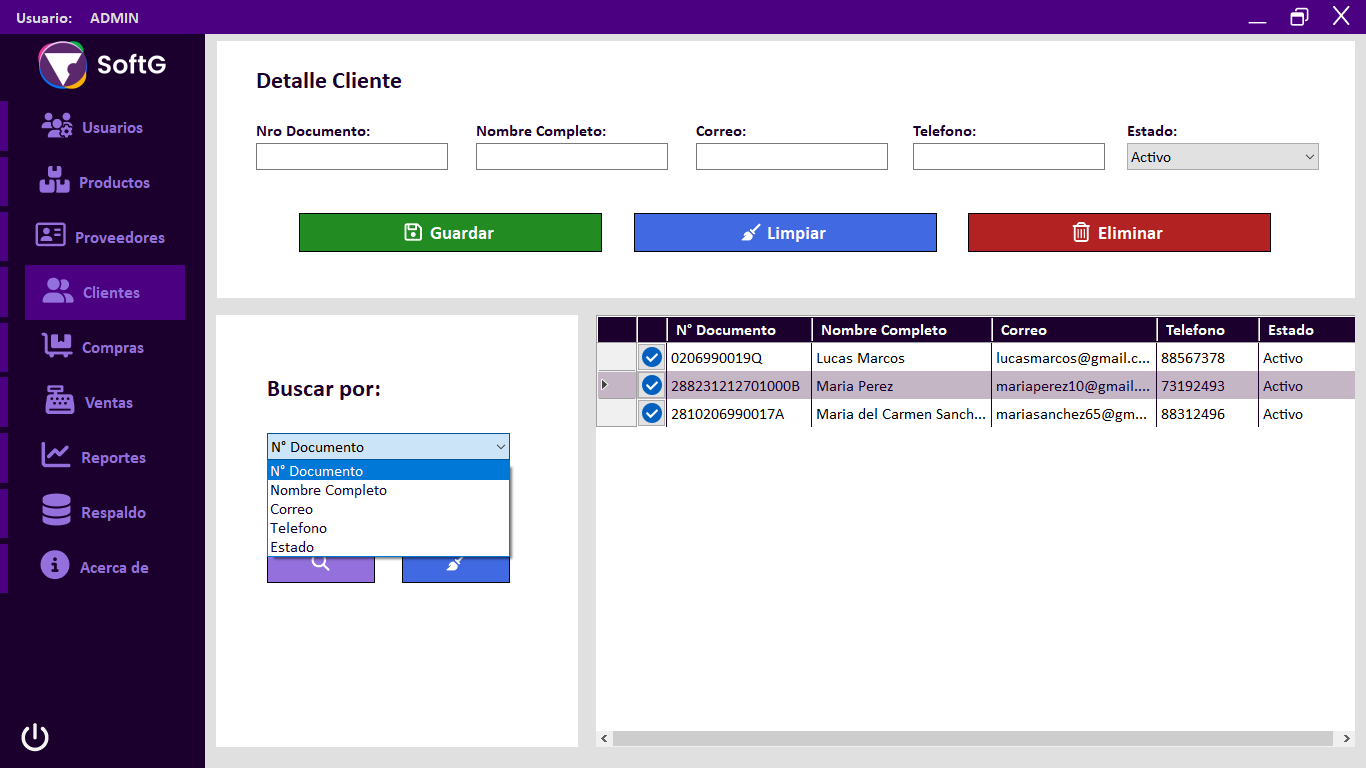 Usuario: ADMIN
SoftG
Usuarios
Productos
Proveedores
Clientes
Compras
Ventas
Reportes
Respaldo
Acerca de
Detalle Cliente
Nro Documento: Nombre Completo: Correo: Telefono: Estado:
Activo
Guardar Limpiar Eliminar
Buscar por:
N° Documento
N° Documento
Nombre Completo
Correo
Telefono
Estado
N° Documento Nombre Completo Correo Telefono Estado
0206990019Q Lucas Marcos lucasmarcos@gmail.c... 88567378 Activo
288231212701000B Maria Perez mariaperez10@gmail.... 73192493 Activo
2810206990017A Maria del Carmen Sanch... mariasanchez65@gm... 88312496 Activo